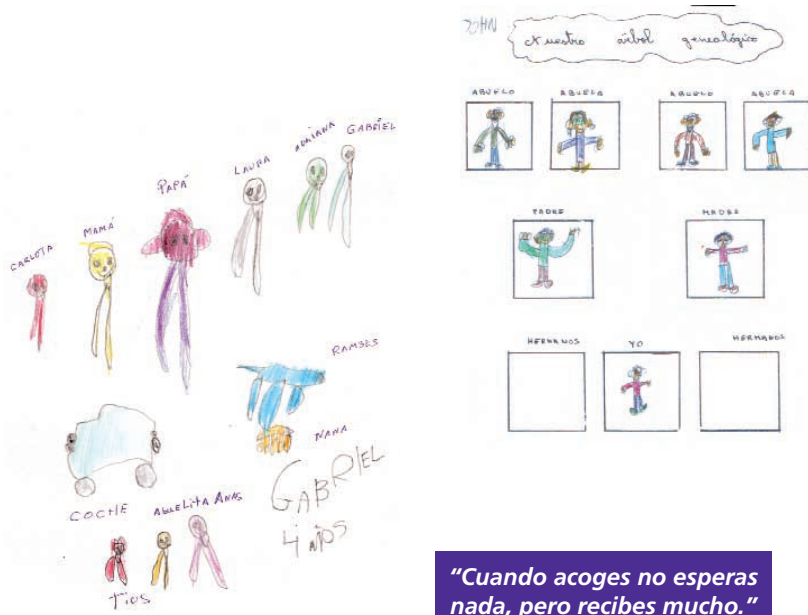 CARLOTA
MAMÁ
PAPÁ
LAURA
ADRIANA
GABRIEL
RAMSES
NANA
COCHE
ABUELITA
TIOS
GABRIEL
4 AÑOS
JOHN
Nuestro árbol genealógico
ABUELO
ABUELA
ABUELO
ABUELA
PADRE
MADRE
HERMANOS
YO
HERMANOS
“Cuando acoges no esperas
nada, pero recibes mucho.”